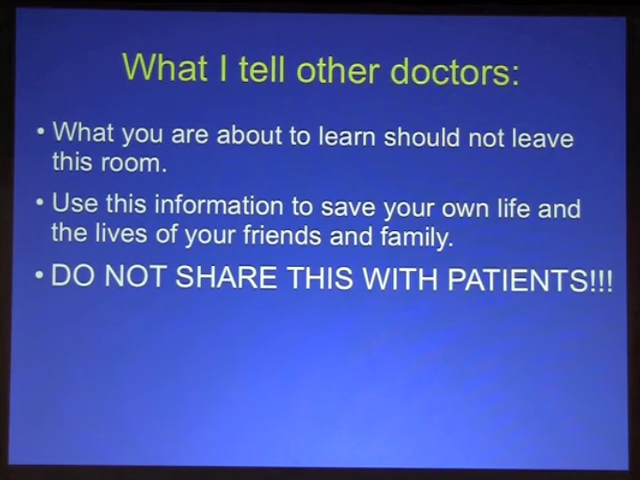 What I tell other doctors:
• What you are about to learn should not leave
this room.
• Use this information to save your own life and
the lives of your friends and family.
• DO NOT SHARE THIS WITH PATIENTS!!!